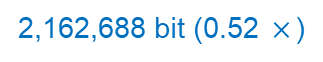 2,162,688 bit (0.52 ×)